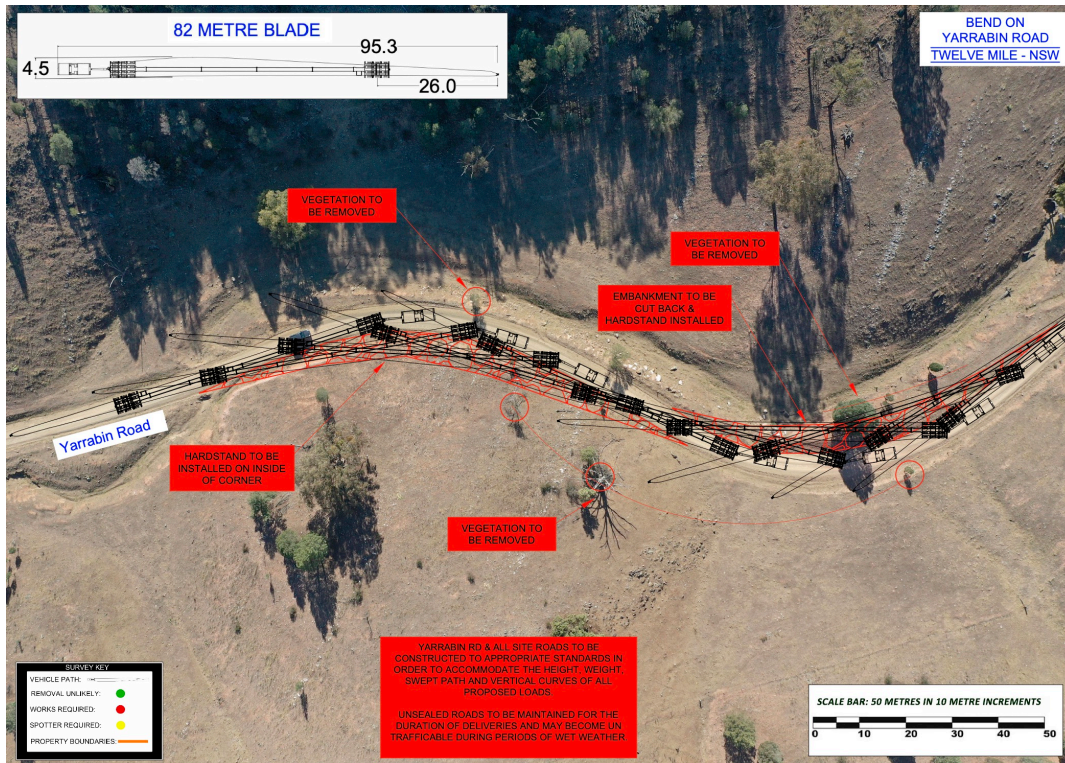 82 METRE BLADE
95.3
4.5
26.0
BEND ON
YARRABIN ROAD
TWELVE MILE - NSW
VEGETATION TO
BE REMOVED
VEGETATION TO
BE REMOVED
EMBANKMENT TO BE
CUT BACK &
HARDSTAND INSTALLED
Yarrabin Road
HARDSTAND TO BE
INSTALLED ON INSIDE
OF CORNER
VEGETATION TO
BE REMOVED
YARRABIN RD & ALL SITE ROADS TO BE
CONSTRUCTED TO APPROPRIATE STANDARDS IN
ORDER TO ACCOMMODATE THE HEIGHT, WEIGHT,
SWEPT PATH AND VERTICAL CURVES OF ALL
PROPOSED LOADS
UNSEALED ROADS TO BE MAINTAINED FOR THE
DURATION OF DELIVERIES AND MAY BECOME UN
TRAFFICABLE DURING PERIODS OF WET WEATHER
SURVEY KEY
VEHICLE PATH:
REMOVAL UNLIKELY:
WORKS REQUIRED:
SPOTTER REQUIRED:
PROPERTY BOUNDARIES:
SCALE BAR: 50 METRES IN 10 METRE INCREMENTS
0 10 20 30 40 50